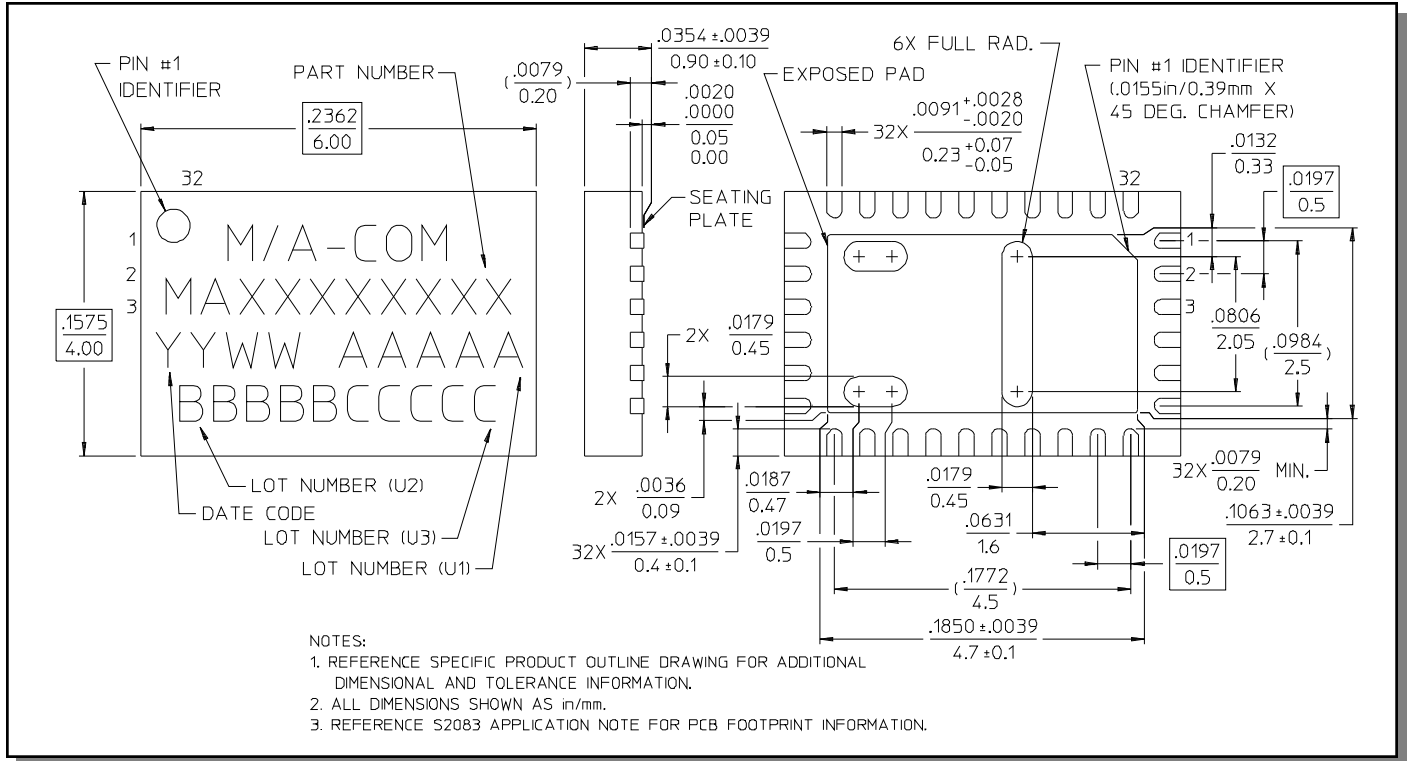 PIN #1
IDENTIFIER
PART NUMBER
.2362
6.00
32
1
2
3
.1575
4.00
M/A-COM
MAXXXXXXXXX
YYWW AAAAA
BBBBBCCCCC
LOT NUMBER (U2)
DATE CODE
LOT NUMBER (U3)
LOT NUMBER (U1)
.0354 ±.0039
0.90 ±0.10
(.0079)
0.20
.0020
.0000
0.05
0.00
SEATING
PLATE
EXPOSED PAD
6X FULL RAD.
32X .0091 +.0028 -.0020
0.23 +0.07 -0.05
PIN #1 IDENTIFIER
(.0155in/0.39mm X
45 DEG. CHAMFER)
.0132
0.33
.0197
0.5
32
1
2
3
.0806
2.05
(.0984)
2.5
2X .0179
0.45
2X .0036
0.09
32X .0157 ±.0039
0.4 ±0.1
.0187
0.47
.0197
0.5
.0179
0.45
.0631
1.6
32X .0079 MIN.
0.20
.1063 ±.0039
2.7 ±0.1
.0197
0.5
(.1772)
4.5
.1850 ±.0039
4.7 ±0.1
NOTES:
1. REFERENCE SPECIFIC PRODUCT OUTLINE DRAWING FOR ADDITIONAL
DIMENSIONAL AND TOLERANCE INFORMATION.
2. ALL DIMENSIONS SHOWN AS in/mm.
3. REFERENCE S2083 APPLICATION NOTE FOR PCB FOOTPRINT INFORMATION.